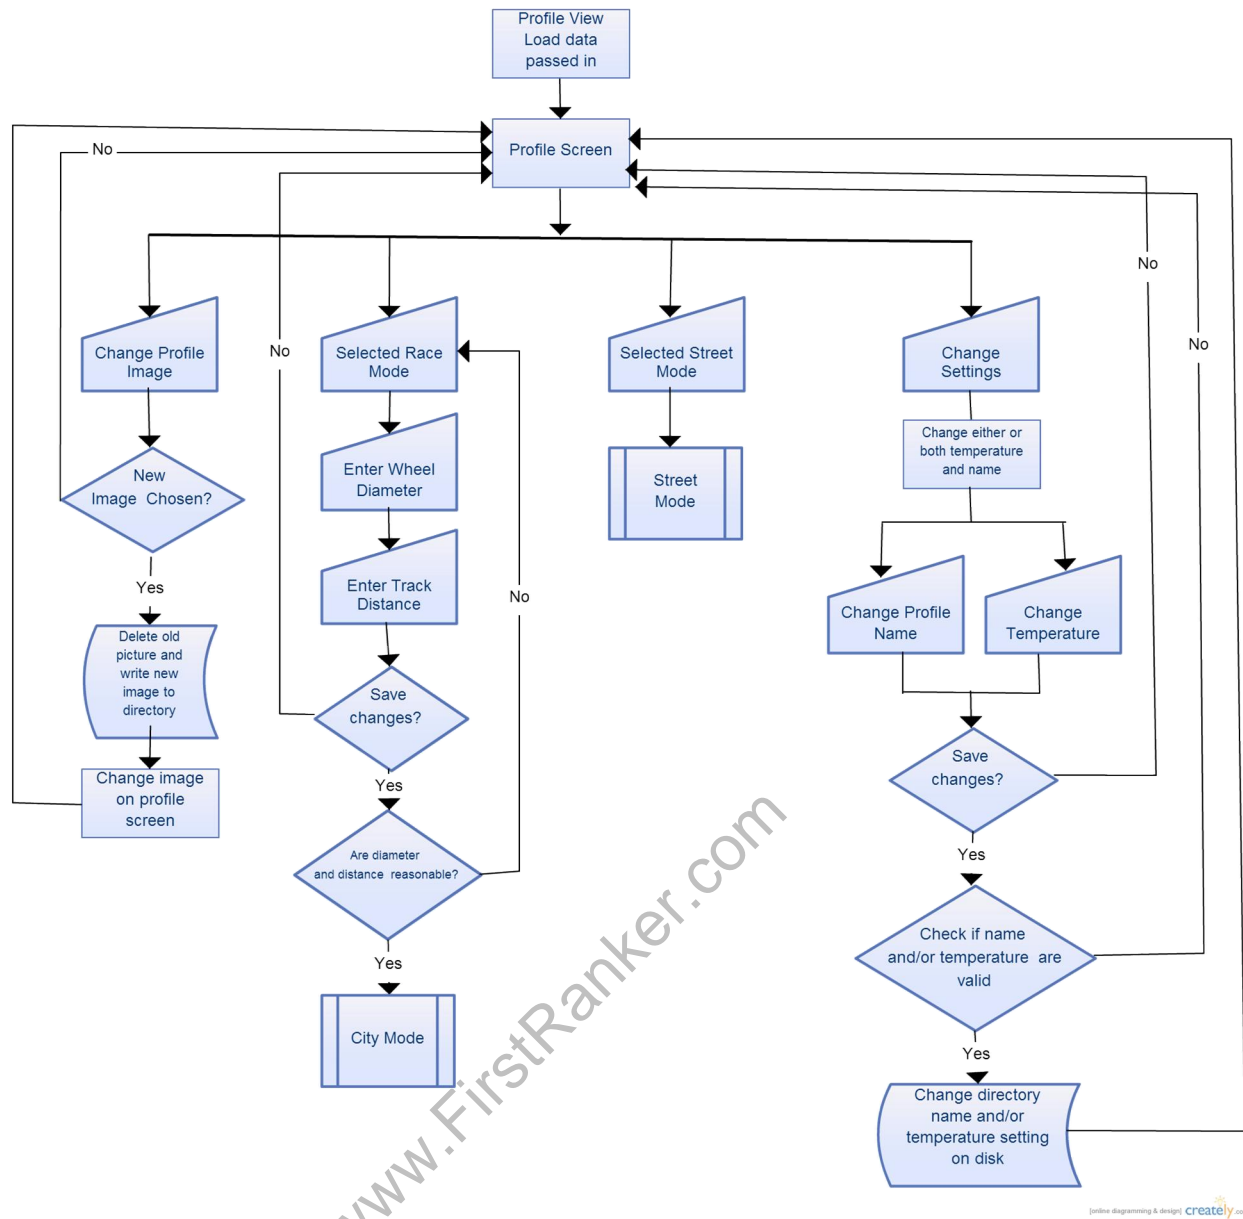 Profile View
Load data
passed in
Profile Screen
No
No
No
No
Change Profile
Image
Selected Race
Mode
Selected Street
Mode
Change
Settings
New
Image Chosen?
Enter Wheel
Diameter
Street
Mode
Change either or
both temperature
and name
Yes
Enter Track
Distance
No
Change Profile
Name
Change
Temperature
Delete old
picture and
write new
image to
directory
Save
changes?
Save
changes?
Change image
on profile
screen
Yes
Yes
Are diameter
and distance reasonable?
Check if name
and/or temperature are
valid
Yes
Yes
City Mode
Change directory
name and/or
temperature setting
on disk
www.FirstRanker.com
[online diagramming & design] creately.co